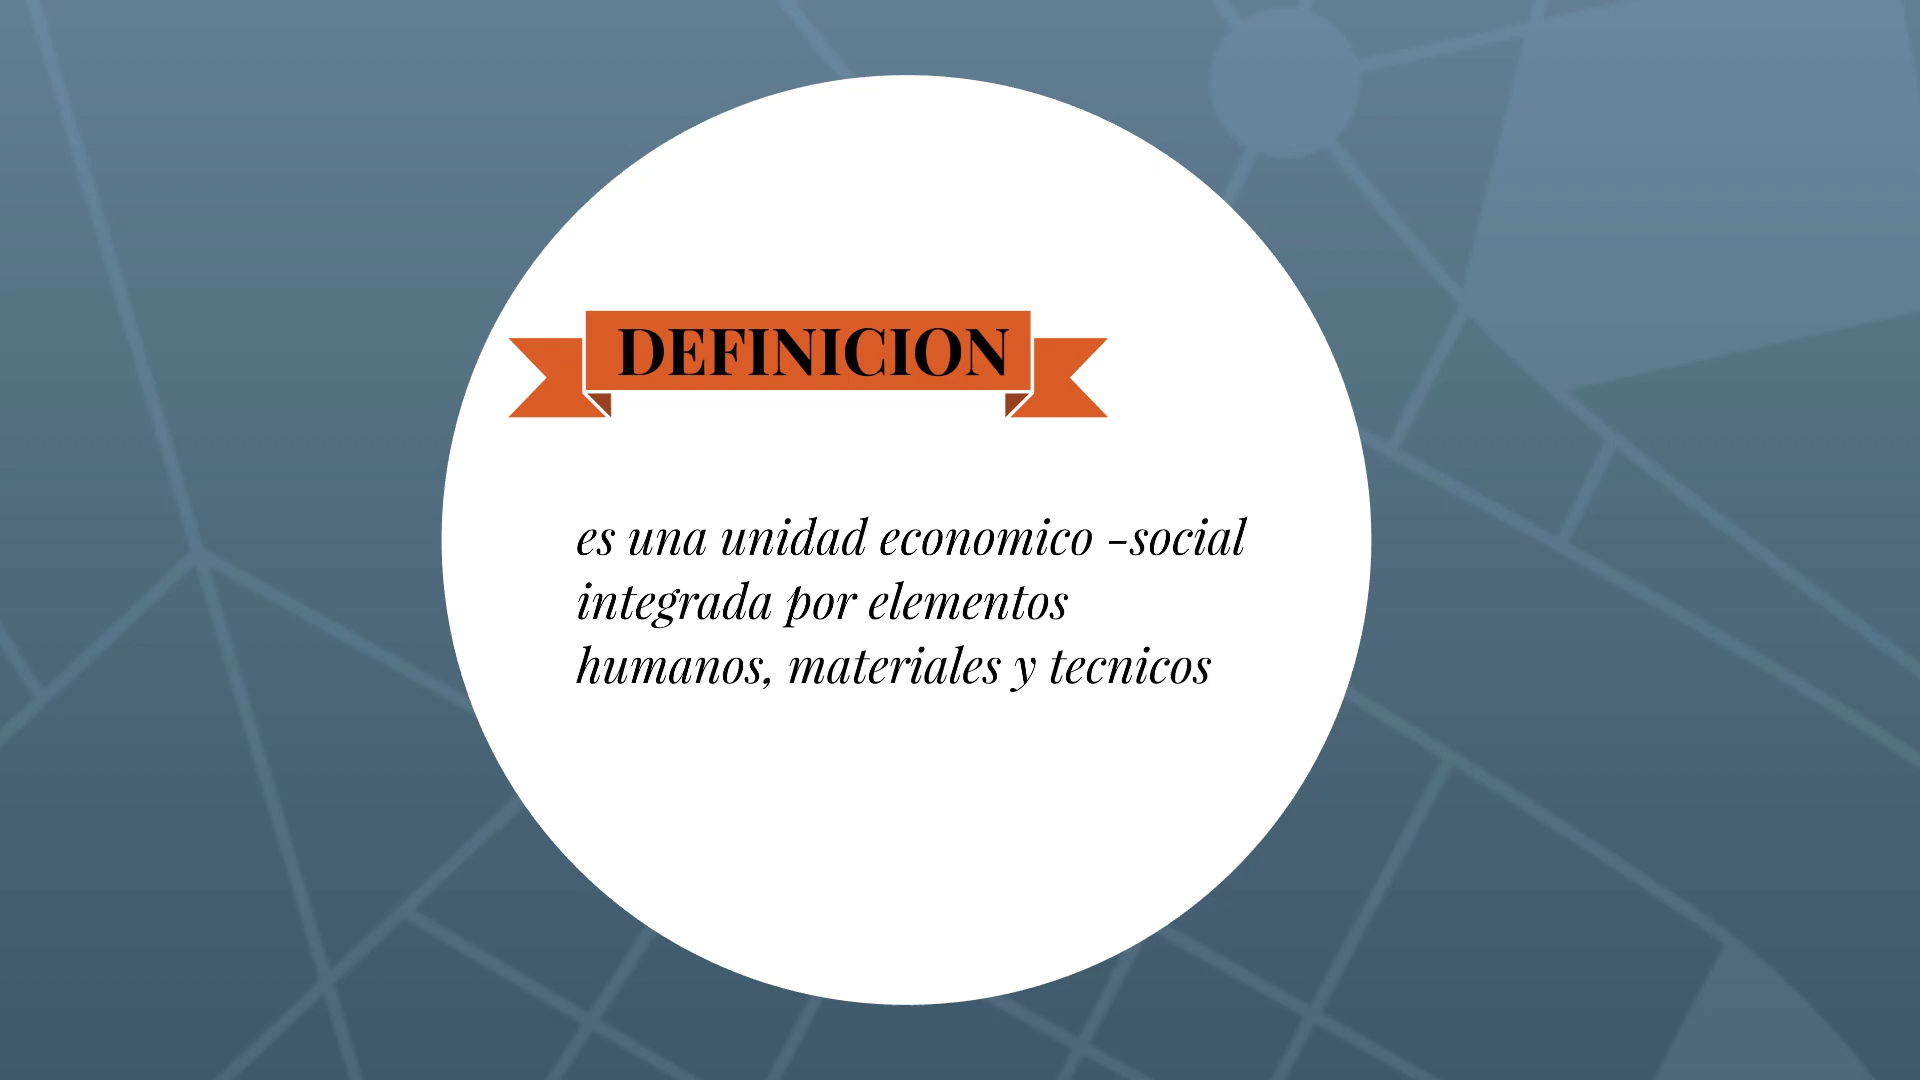 DEFINICION
es una unidad economico -social
integrada por elementos
humanos, materiales y tecnicos